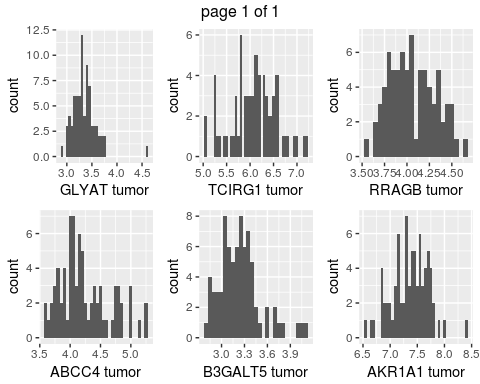 page 1 of 1
12.5
10.0
7.5
5.0
2.5
0.0
count
3.0 3.5 4.0 4.5
GLYAT tumor
6
4
2
0
count
5.0 5.5 6.0 6.5 7.0
TCIRG1 tumor
6
4
2
0
count
3.50 3.75 4.00 4.25 4.50
RRAGB tumor
6
4
2
0
count
3.5 4.0 4.5 5.0
ABCC4 tumor
8
6
4
2
0
count
3.0 3.3 3.6 3.9
B3GALT5 tumor
6
4
2
0
count
6.5 7.0 7.5 8.0 8.5
AKR1A1 tumor